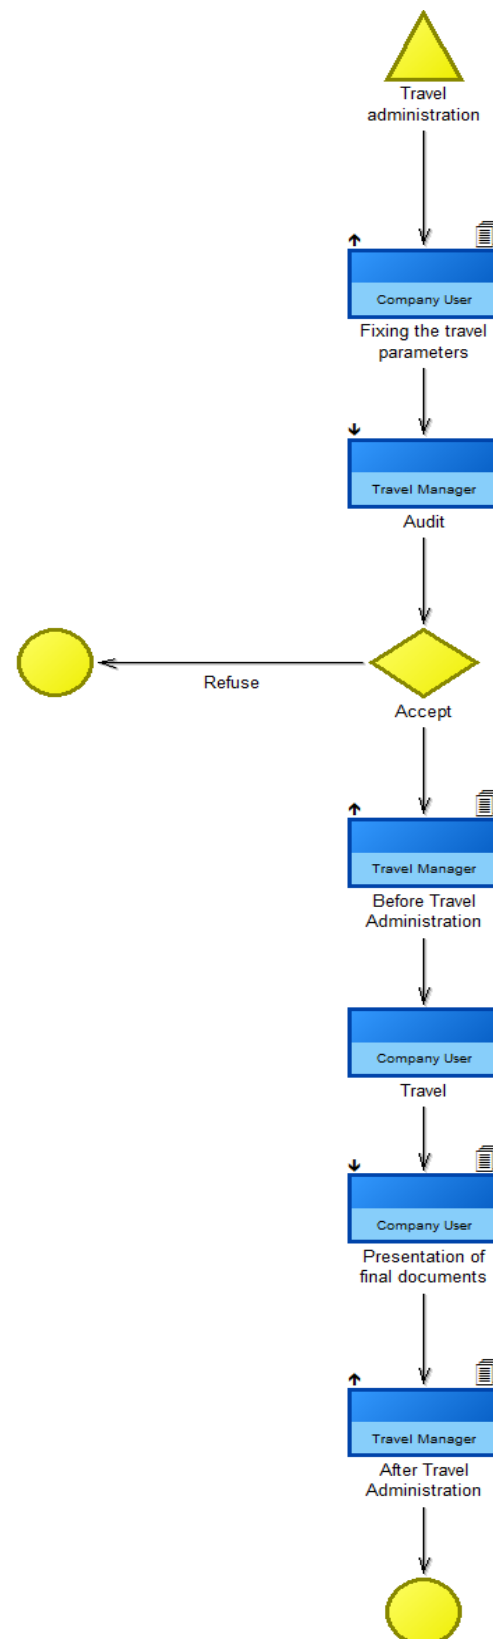 Travel
administration
Company User
Fixing the travel
parameters
Travel Manager
Audit
Refuse
Accept
Travel Manager
Before Travel
Administration
Company User
Travel
Company User
Presentation of
final documents
Travel Manager
After Travel
Administration